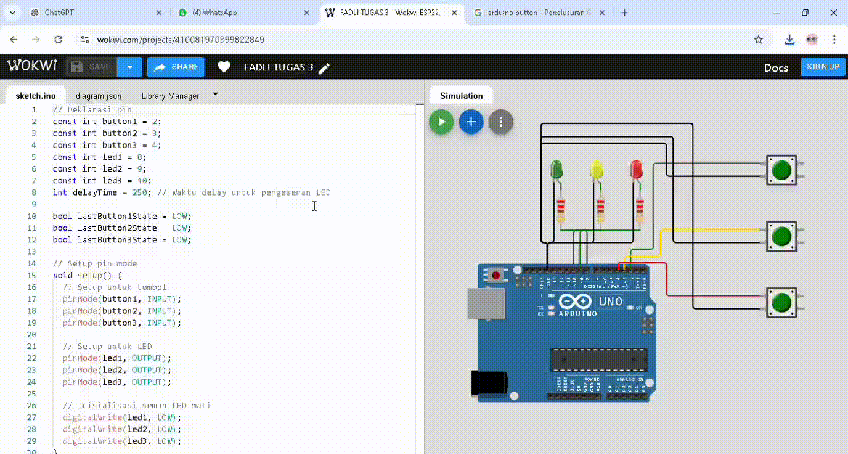 ChatGPT
(4) WhatsApp
FADLI TUGAS 3 - Wokwi ESP32,
arduino button - Penelusuran G
wokwi.com/projects/410081970399822849
WOKWI
SAVE
SHARE
FADLI TUGAS 3
Docs
SIGN UP
sketch.ino
diagram.json
Library Manager
Simulation
1 // Deklarasi pin
2 const int button1 = 2;
3 const int button2 = 3;
4 const int button3 = 4;
5 const int led1 = 8;
6 const int led2 = 9;
7 const int led3 = 10;
8 int delayTime = 250; // Waktu delay untuk pergeseran LED
9
10 bool lastButton1State = LOW;
11 bool lastButton2State = LOW;
12 bool lastButton3State = LOW;
13
14 // Setup pin mode
15 void setup() {
16 // Setup untuk tombol
17 pinMode(button1, INPUT);
18 pinMode(button2, INPUT);
19 pinMode(button3, INPUT);
20
21 // Setup untuk LED
22 pinMode(led1, OUTPUT);
23 pinMode(led2, OUTPUT);
24 pinMode(led3, OUTPUT);
25
26 // Inisialisasi semua LED mati
27 digitalWrite(led1, LOW);
28 digitalWrite(led2, LOW);
29 digitalWrite(led3, LOW);
30 }
UNO
ARDUINO